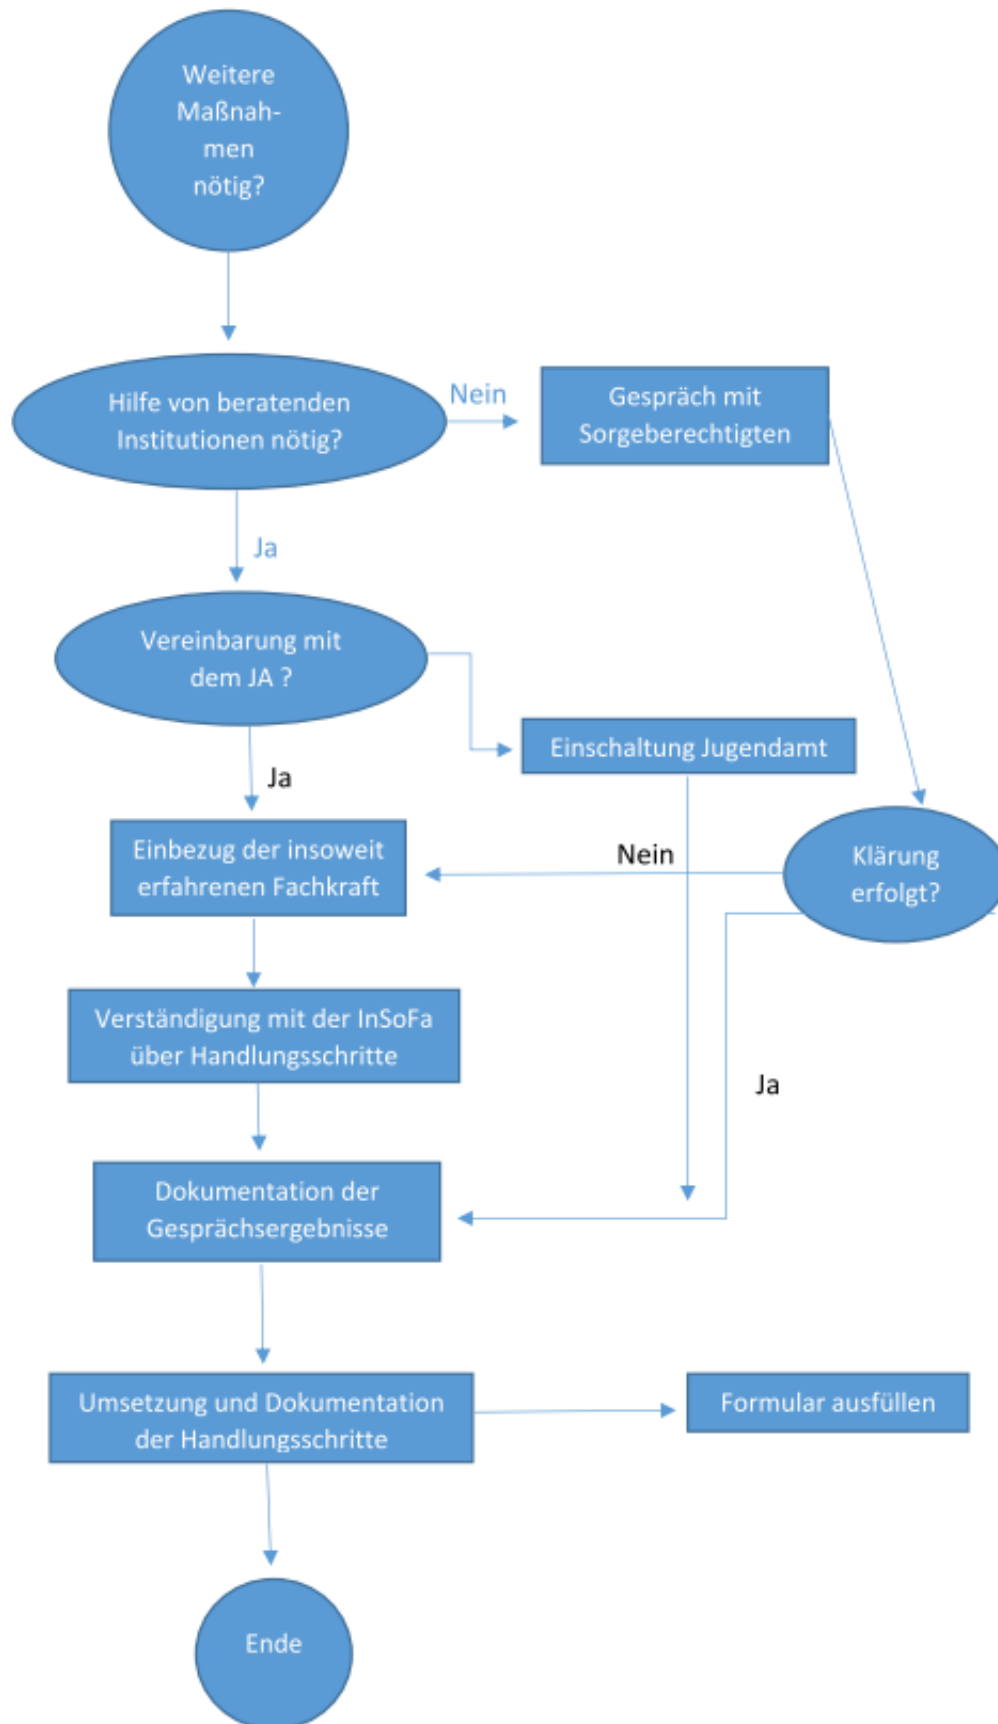 Weitere
Maßnah-
men
nötig?
Hilfe von beratenden
Institutionen nötig?
Nein
Gespräch mit
Sorgeberechtigten
Ja
Vereinbarung mit
dem JA ?
Einschaltung Jugendamt
Ja
Einbezug der insoweit
erfahrenen Fachkraft
Nein
Klärung
erfolgt?
Verständigung mit der InSoFa
über Handlungsschritte
Ja
Dokumentation der
Gesprächsergebnisse
Umsetzung und Dokumentation
der Handlungsschritte
Formular ausfüllen
Ende